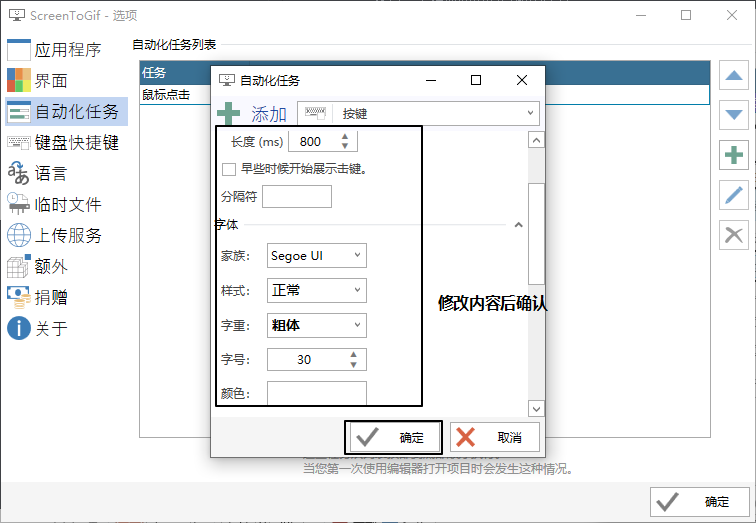 ScreenToGif - 选项
应用程序
界面
自动化任务
键盘快捷键
语言
临时文件
上传服务
额外
捐赠
关于
自动化任务列表
任务
鼠标点击
自动化任务
添加
按键
长度 (ms)
800
早些时候开始展示击键。
分隔符
字体
家族：
Segoe UI
样式：
正常
字重：
粗体
字号：
30
颜色：
修改内容后确认
确定
取消
当您第一次使用编辑器打开项目时会发生这种情况。
确定